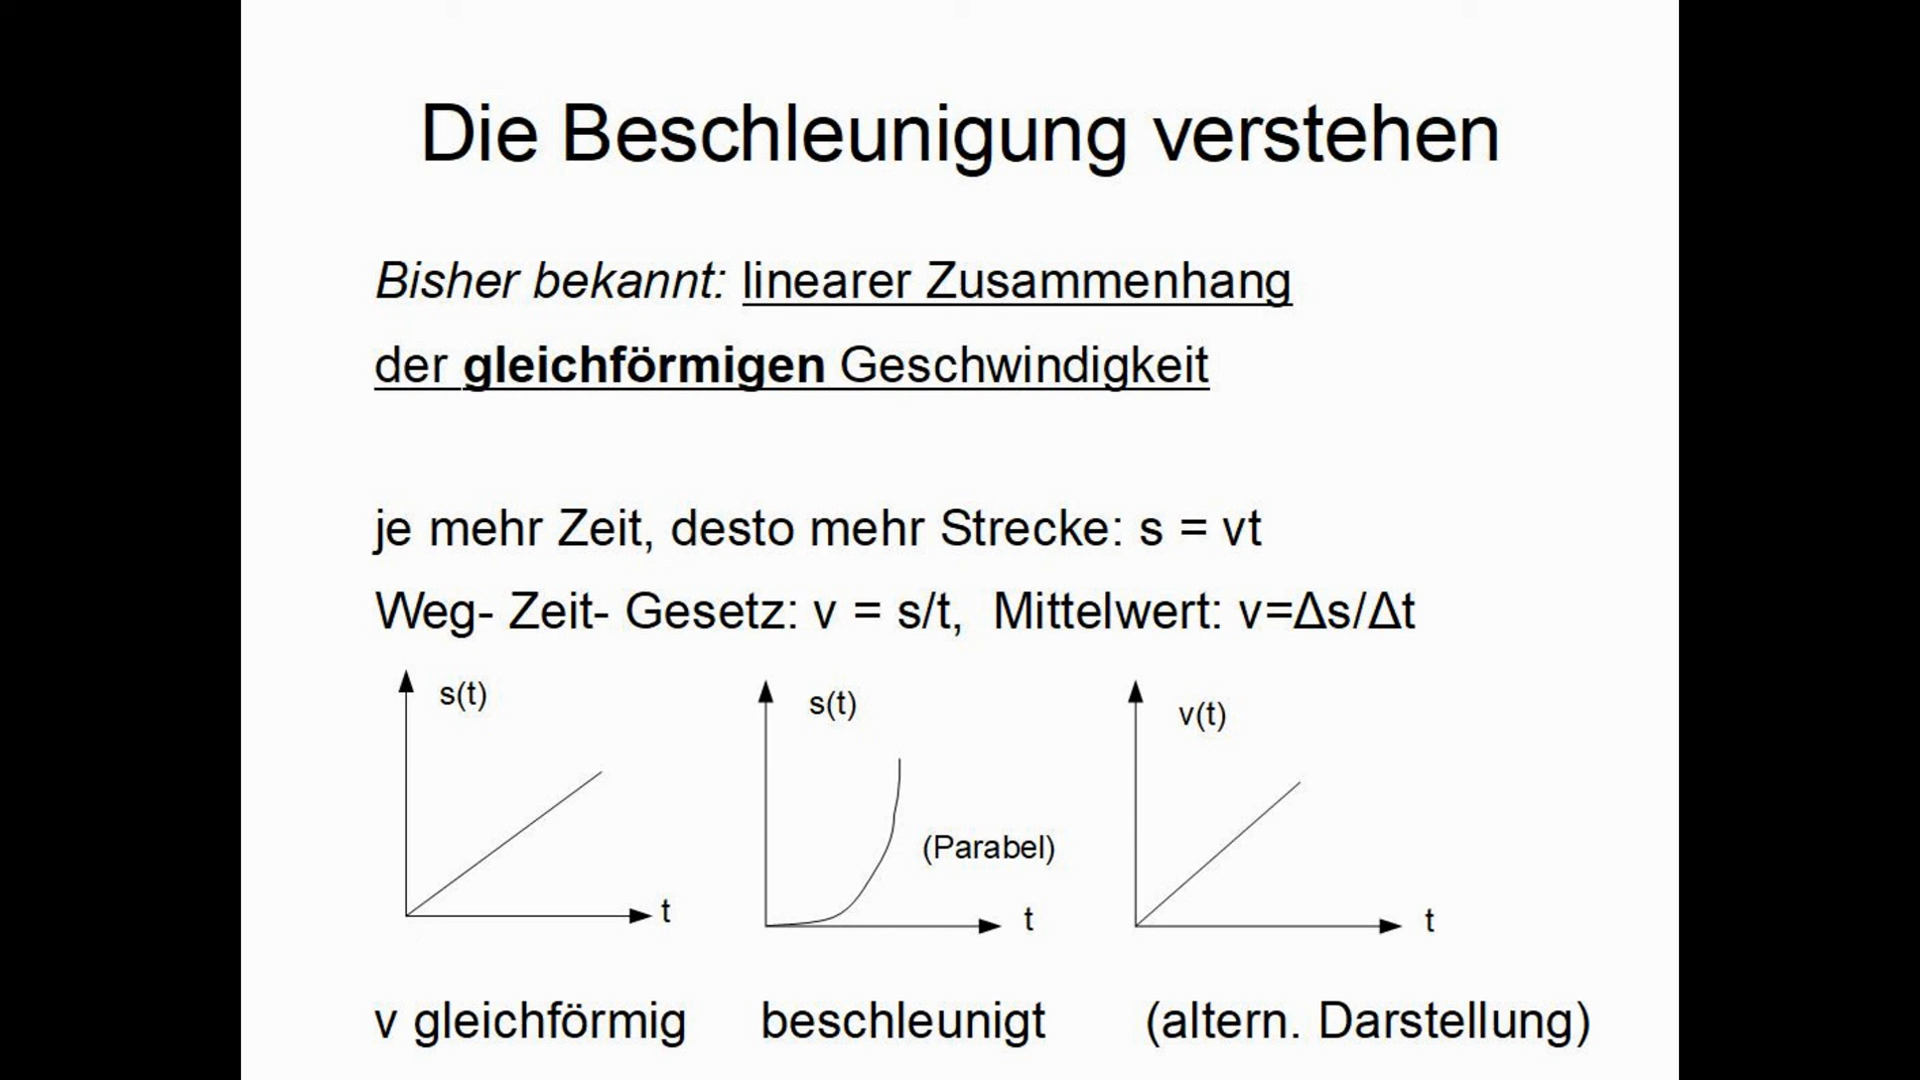 Die Beschleunigung verstehen
Bisher bekannt: linearer Zusammenhang
der gleichförmigen Geschwindigkeit
je mehr Zeit, desto mehr Strecke: s = vt
Weg- Zeit- Gesetz: v = s/t, Mittelwert: v=Δs/Δt
s(t)
t
s(t)
(Parabel)
t
v(t)
t
v gleichförmig
beschleunigt
(altern. Darstellung)